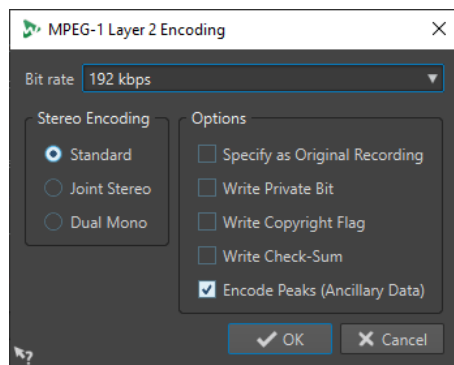 MPEG-1 Layer 2 Encoding
Bit rate 192 kbps
Stereo Encoding
Standard
Joint Stereo
Dual Mono
Options
Specify as Original Recording
Write Private Bit
Write Copyright Flag
Write Check-Sum
Encode Peaks (Ancillary Data)
OK Cancel
?